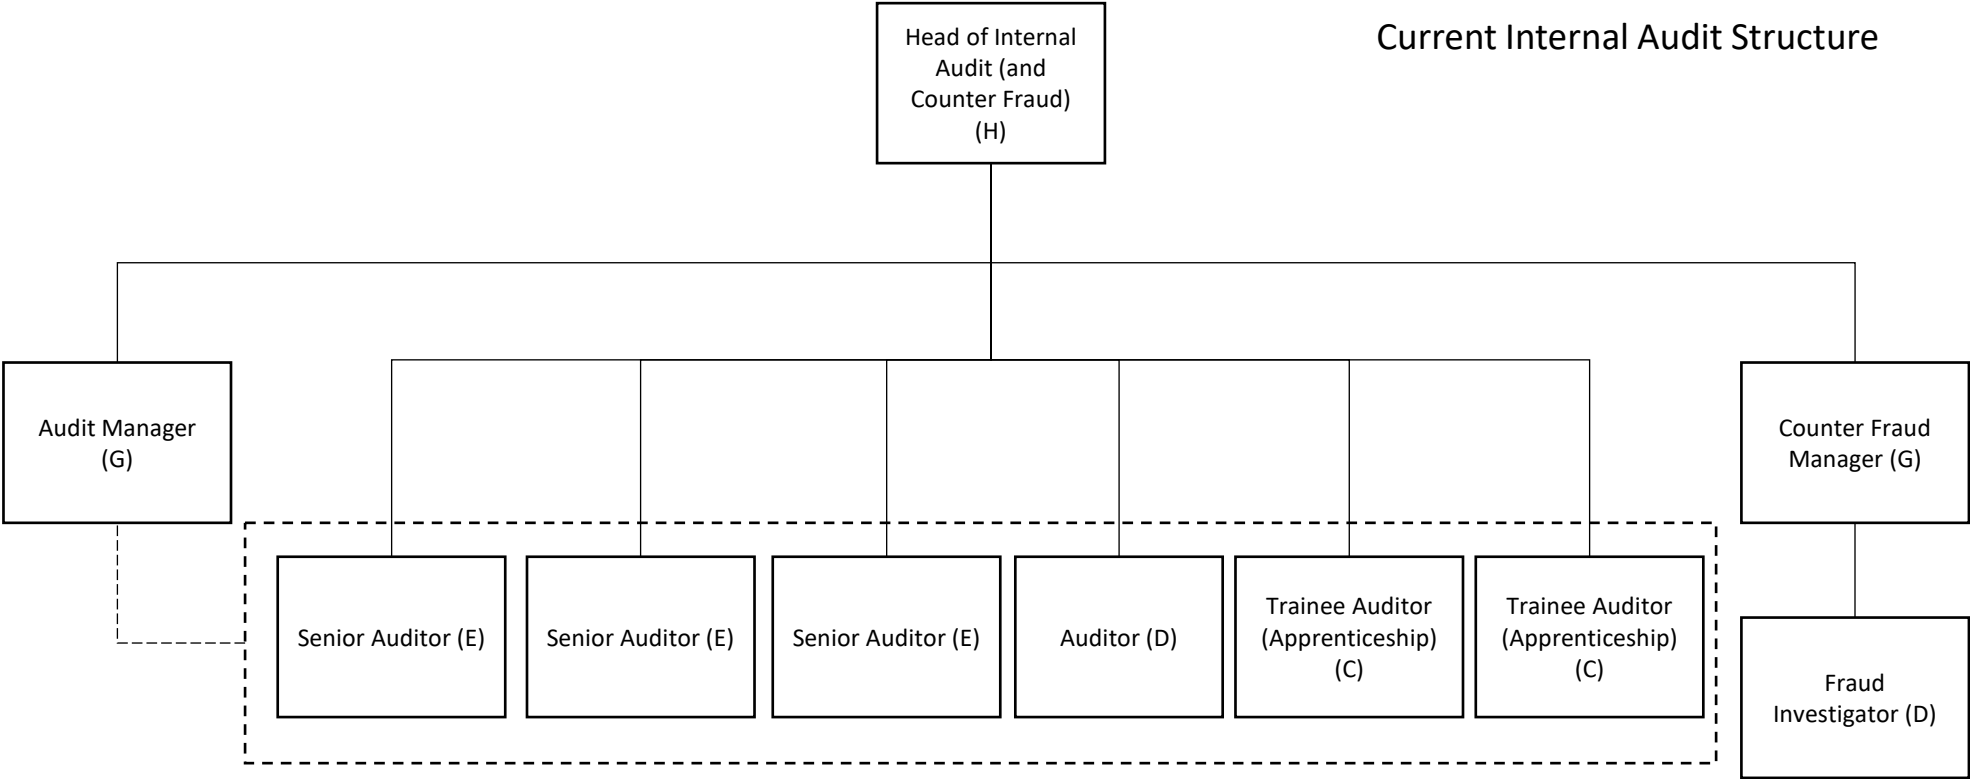 Head of Internal
Audit (and
Counter Fraud)
(H)
Current Internal Audit Structure
Audit Manager
(G)
Counter Fraud
Manager (G)
Senior Auditor (E)
Senior Auditor (E)
Senior Auditor (E)
Auditor (D)
Trainee Auditor
(Apprenticeship)
(C)
Trainee Auditor
(Apprenticeship)
(C)
Fraud
Investigator (D)